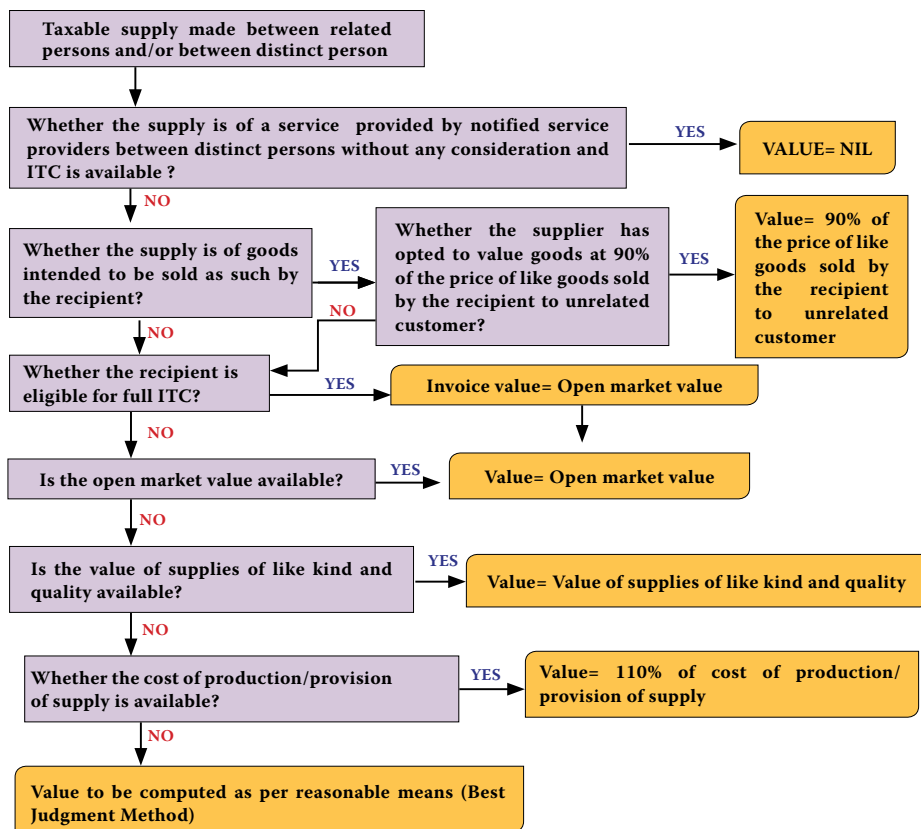 Taxable supply made between related
persons and/or between distinct person
Whether the supply is of a service provided by notified service
providers between distinct persons without any consideration and
ITC is available ?
YES
VALUE= NIL
NO
Whether the supply is of goods
intended to be sold as such by
the recipient?
YES
Whether the supplier has
opted to value goods at 90%
of the price of like goods sold
by the recipient to unrelated
customer?
YES
Value= 90% of
the price of like
goods sold by
the recipient
to unrelated
customer
NO
NO
Whether the recipient is
eligible for full ITC?
YES
Invoice value= Open market value
NO
Is the open market value available?
YES
Value= Open market value
NO
Is the value of supplies of like kind and
quality available?
YES
Value= Value of supplies of like kind and quality
NO
Whether the cost of production/provision
of supply is available?
YES
Value= 110% of cost of production/
provision of supply
NO
Value to be computed as per reasonable means (Best
Judgment Method)